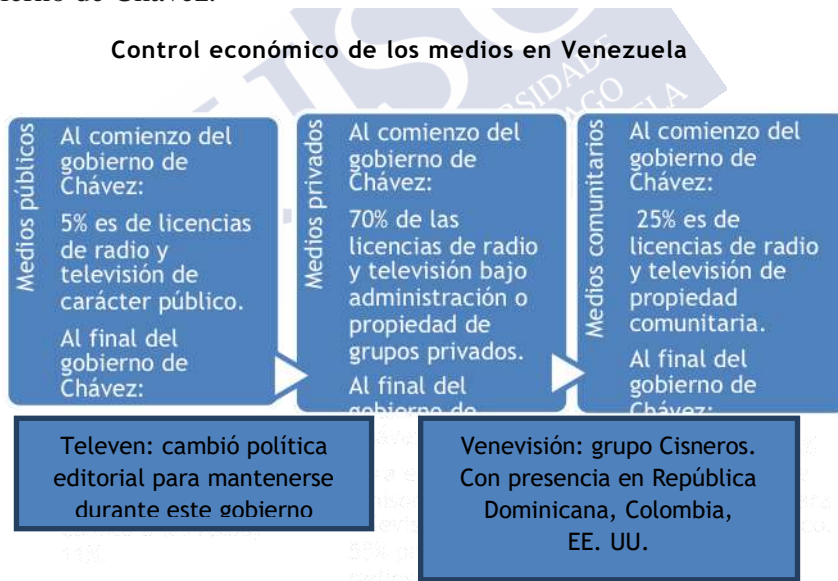 Control económico de los medios en Venezuela
Medios públicos
Al comienzo del
gobierno de
Chávez:
5% es de licencias
de radio y
televisión de
carácter público.
Al final del
gobierno de
Chávez:
Medios privados
Al comienzo del
gobierno de
Chávez:
70% de las
licencias de radio
y televisión bajo
administración o
propiedad de
grupos privados.
Al final del
gobierno de
Medios comunitarios
Al comienzo del
gobierno de
Chávez:
25% es de
licencias de radio
y televisión de
propiedad
comunitaria.
Al final del
gobierno de
Chávez:
Televen: cambió política
editorial para mantenerse
durante este gobierno
Venevisión: grupo Cisneros.
Con presencia en República
Dominicana, Colombia,
EE. UU.
11%